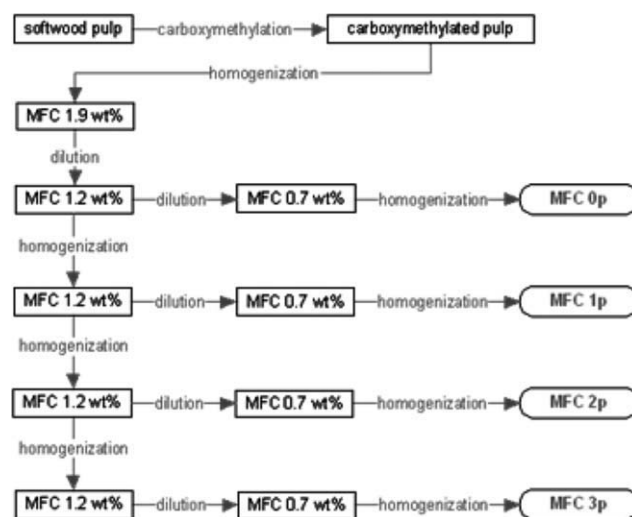 softwood pulp carboxymethylation carboxymethylated pulp
homogenization
MFC 1.9 wt%
dilution
MFC 1.2 wt% dilution MFC 0.7 wt% homogenization MFC 0p
homogenization
MFC 1.2 wt% dilution MFC 0.7 wt% homogenization MFC 1p
homogenization
MFC 1.2 wt% dilution MFC 0.7 wt% homogenization MFC 2p
homogenization
MFC 1.2 wt% dilution MFC 0.7 wt% homogenization MFC 3p